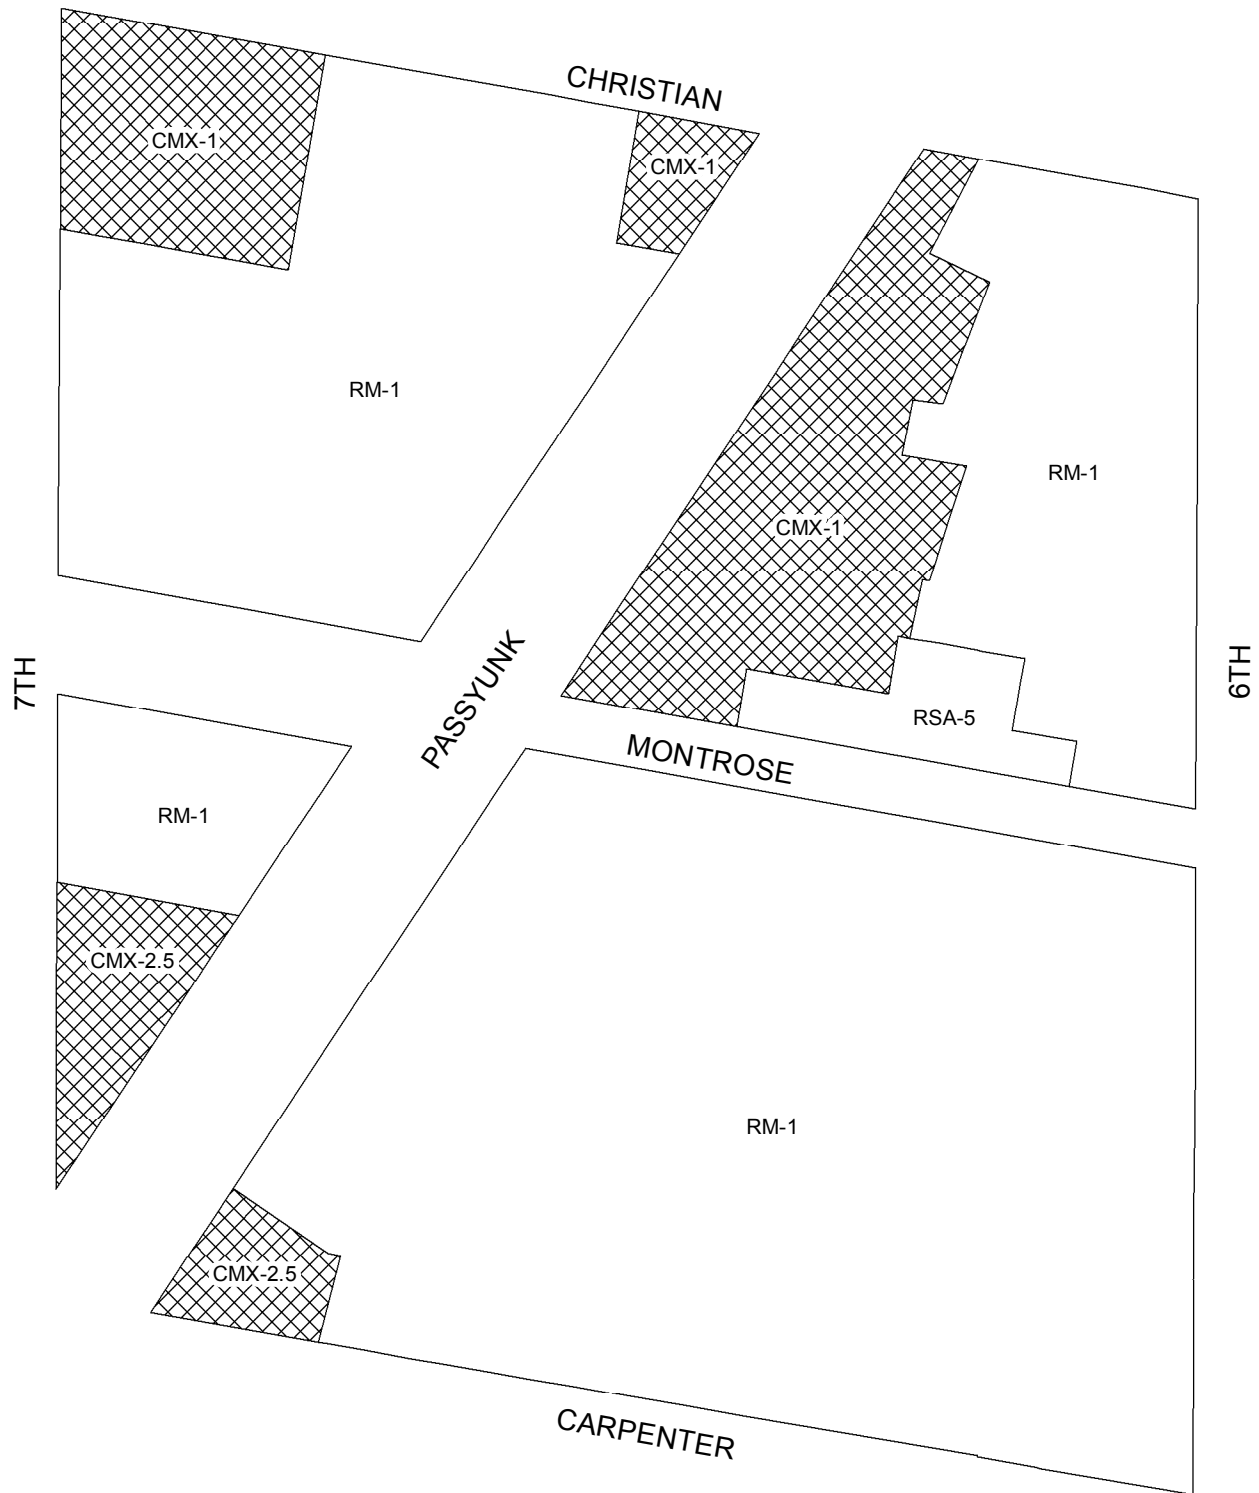 CHRISTIAN
CMX-1
CMX-1
RM-1
RM-1
CMX-1
7TH
PASSYUNK
6TH
RSA-5
MONTROSE
RM-1
CMX-2.5
RM-1
CMX-2.5
CARPENTER